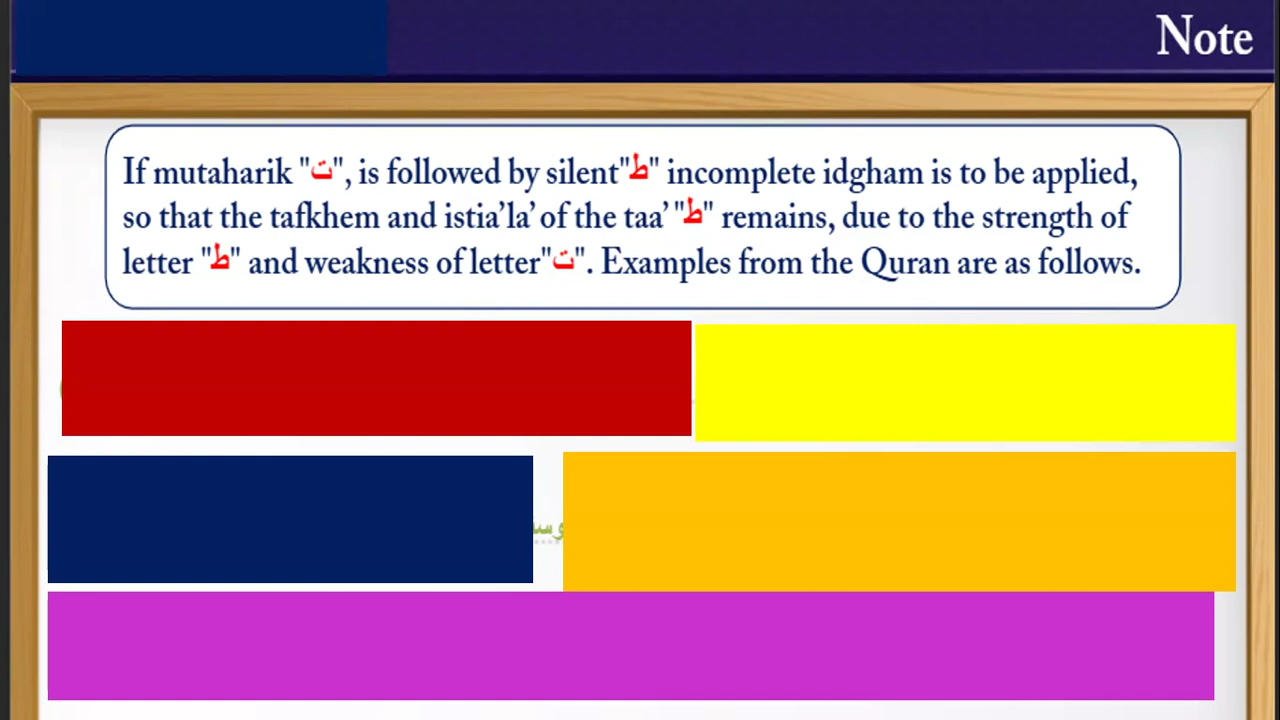 Note
If mutaharik "ت", is followed by silent"ط" incomplete idgham is to be applied,
so that the tafkhem and istia’la’ of the taa’ "ط" remains, due to the strength of
letter "ط" and weakness of letter"ت". Examples from the Quran are as follows.